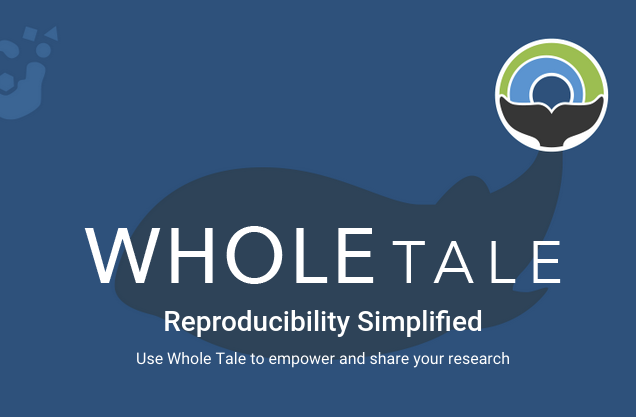 WHOLE TALE
Reproducibility Simplified
Use Whole Tale to empower and share your research